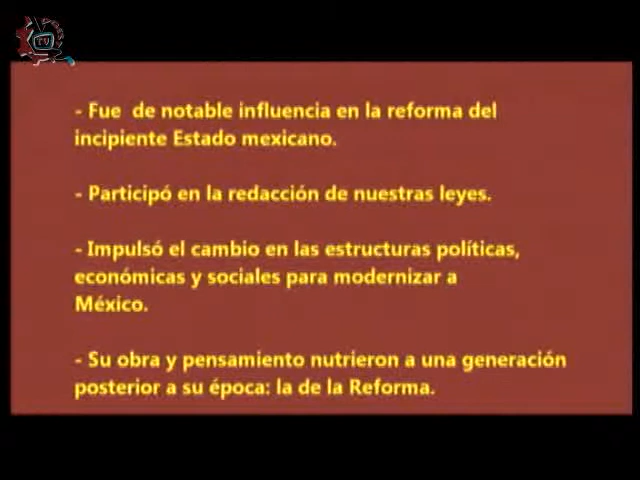 TV
- Fue de notable influencia en la reforma del
incipiente Estado mexicano.
- Participó en la redacción de nuestras leyes.
- Impulsó el cambio en las estructuras políticas,
económicas y sociales para modernizar a
México.
- Su obra y pensamiento nutrieron a una generación
posterior a su época: la de la Reforma.